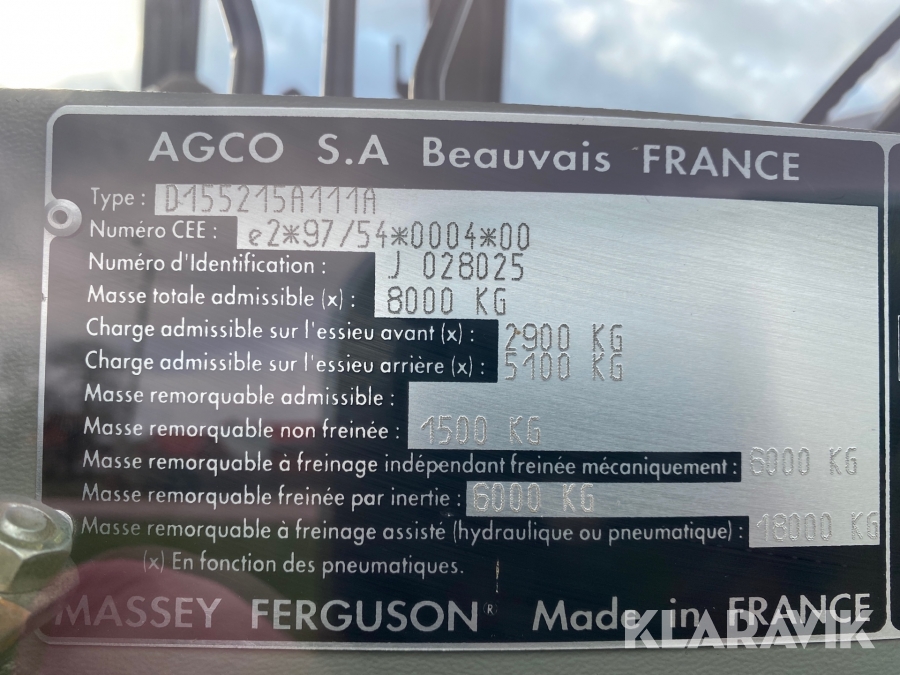 AGCO S.A Beauvais FRANCE
Type : D155215A111A
Numéro CEE : e2*97/54*0004*00
Numéro d'Identification : J 028025
Masse totale admissible (x) : 8000 KG
Charge admissible sur l'essieu avant (x) : 2900 KG
Charge admissible sur l'essieu arrière (x) : 5100 KG
Masse remorquable admissible :
Masse remorquable non freinée : 1500 KG
Masse remorquable à freinage indépendant freinée mécaniquement : 6000 KG
Masse remorquable freinée par inertie : 6000 KG
Masse remorquable à freinage assisté (hydraulique ou pneumatique) : 18000 KG
(x) En fonction des pneumatiques.
MASSEY FERGUSON® Made in FRANCE
KLARAVIK